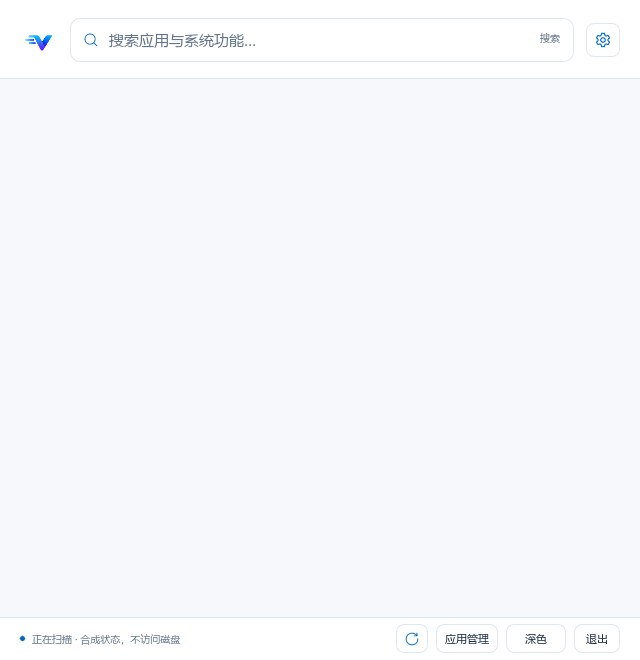 搜索应用与系统功能...
搜索
正在扫描 · 合成状态，不访问磁盘
应用管理
深色
退出